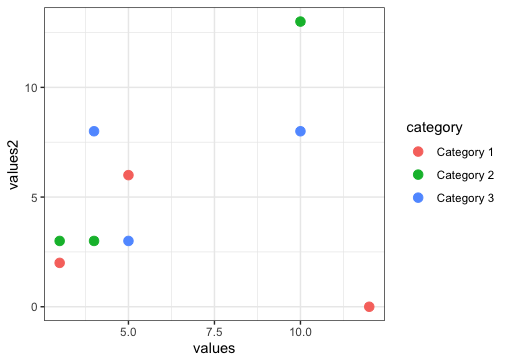 10
5
0
values2
5.0
7.5
10.0
values
category
Category 1
Category 2
Category 3